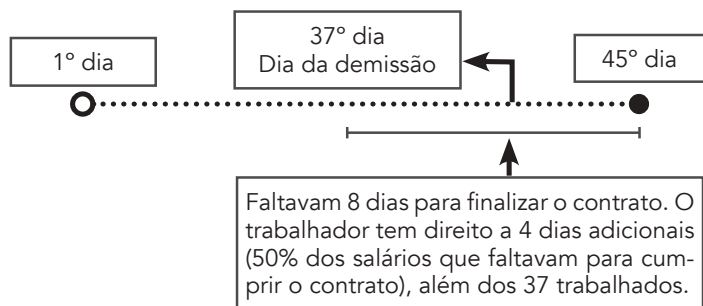 1º dia
37º dia
Dia da demissão
45º dia
Faltavam 8 dias para finalizar o contrato. O
trabalhador tem direito a 4 dias adicionais
(50% dos salários que faltavam para cum-
prir o contrato), além dos 37 trabalhados.